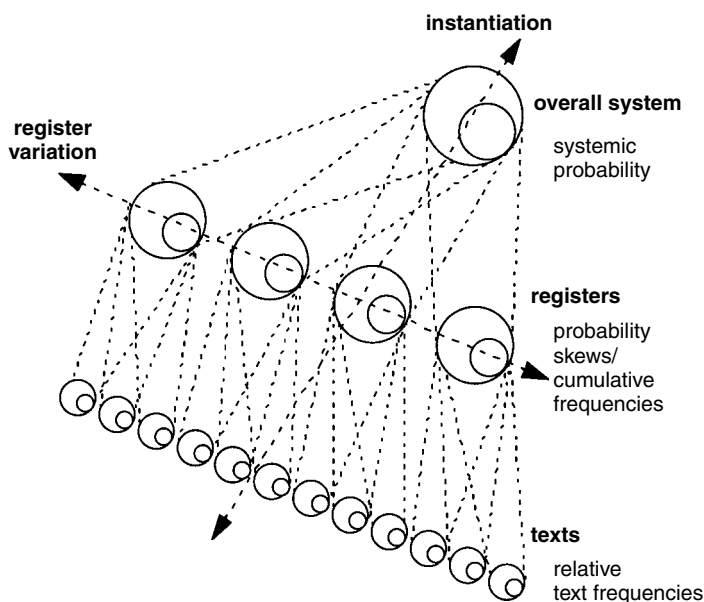 instantiation
overall system
systemic
probability
register
variation
registers
probability
skews/
cumulative
frequencies
texts
relative
text frequencies